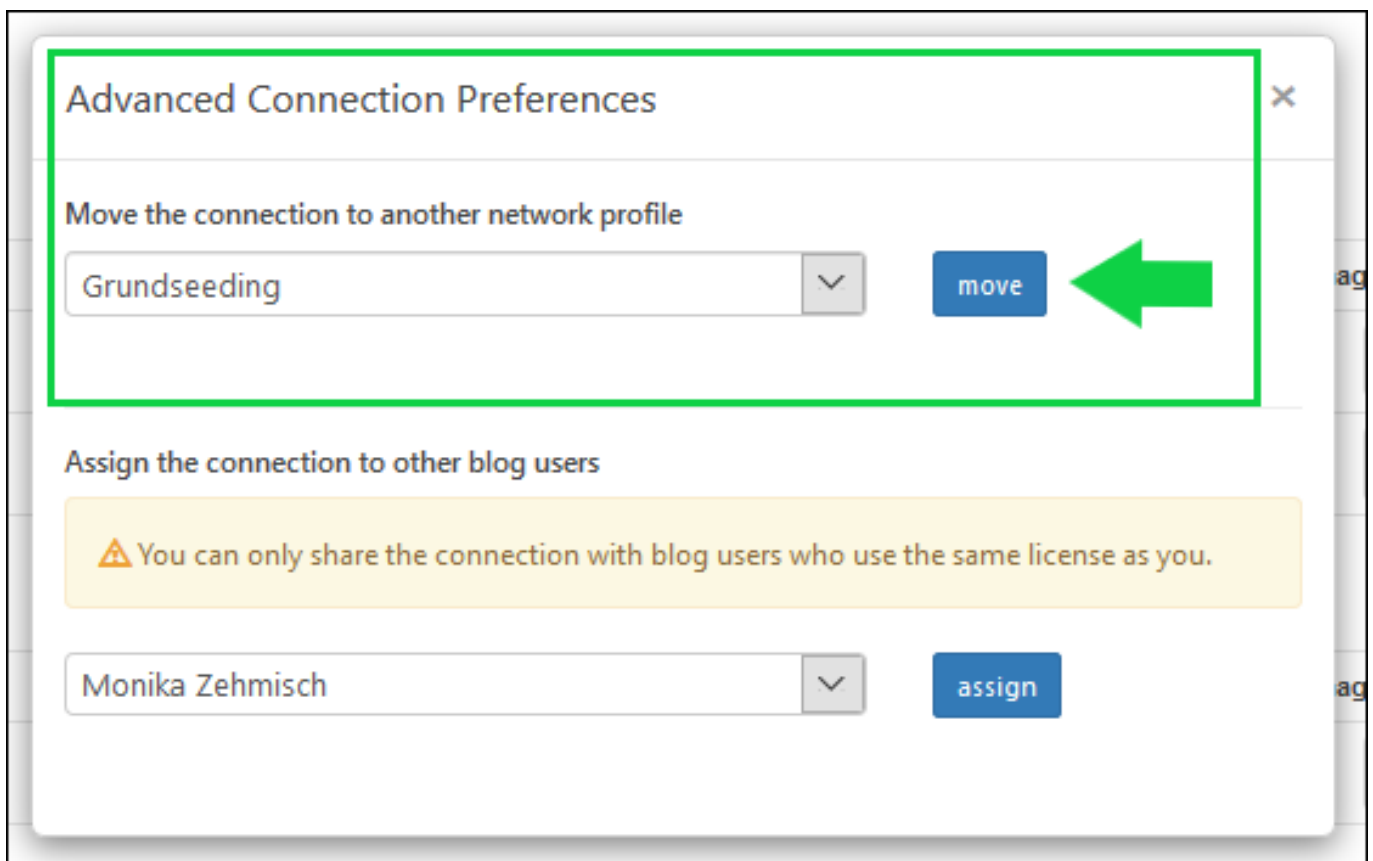 Advanced Connection Preferences
×
Move the connection to another network profile
Grundseeding
move
Assign the connection to other blog users
You can only share the connection with blog users who use the same license as you.
Monika Zehmisch
assign